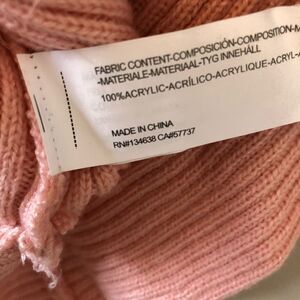 FABRIC CONTENT-COMPOSICIÓN-COMPOSITION-M
-MATERIALE-MATERIAAL-TYG INNEHÅLL
100%ACRYLIC-ACRÍLICO-ACRYLIQUE-ACRYL-A
MADE IN CHINA
RN#134638 CA#57737